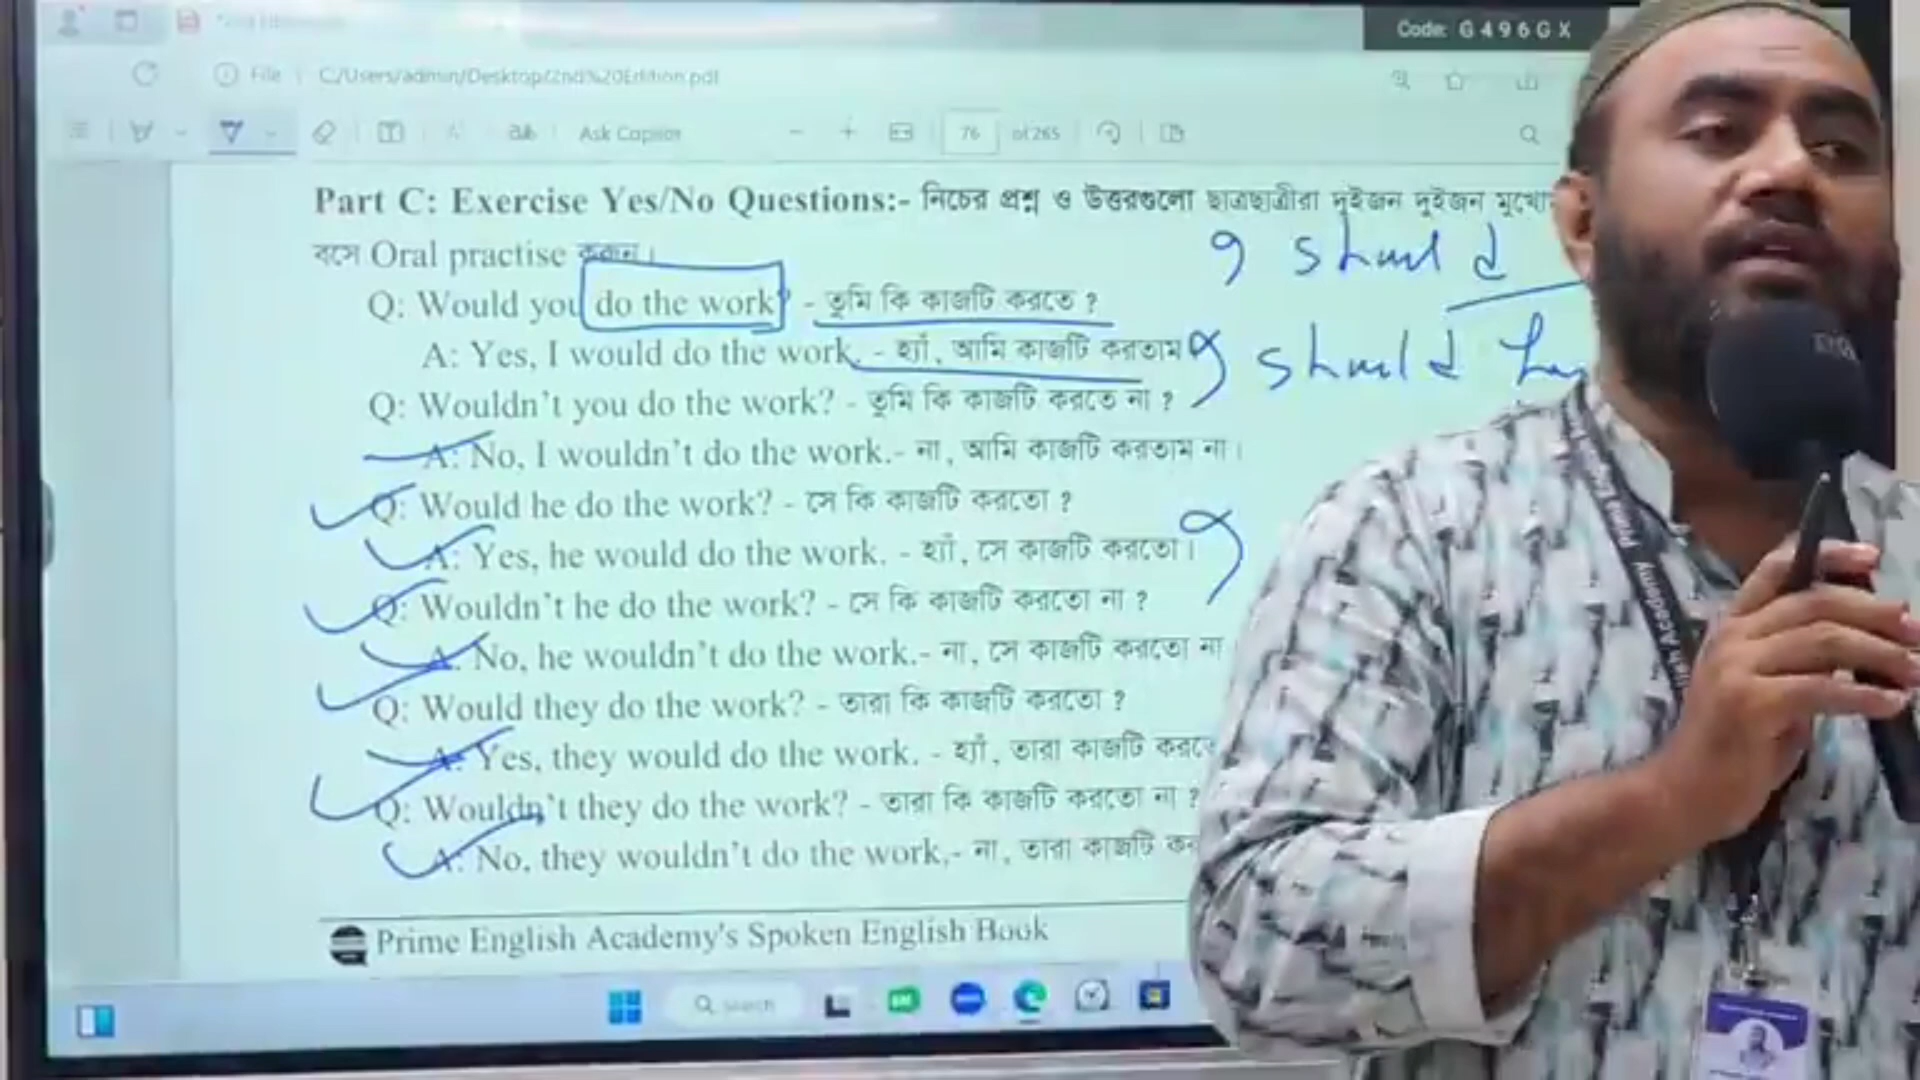 Code: G496GX
File C:/Users/admin/Desktop/2nd%20Edition.pdf
Ask Copilot 76 of 265
Part C: Exercise Yes/No Questions:- নিচের প্রশ্ন ও উত্তরগুলো ছাত্রছাত্রীরা দুইজন দুইজন
বসে Oral practise করুন।
Q: Would you do the work? - তুমি কি কাজটি করতে ?
A: Yes, I would do the work. - হ্যাঁ, আমি কাজটি করতাম
Q: Wouldn't you do the work? - তুমি কি কাজটি করতে না ?
A: No, I wouldn't do the work.- না, আমি কাজটি করতাম না।
Q: Would he do the work? - সে কি কাজটি করতো ?
A: Yes, he would do the work. - হ্যাঁ, সে কাজটি করতো।
Q: Wouldn't he do the work? - সে কি কাজটি করতো না ?
A: No, he wouldn't do the work.- না, সে কাজটি করতো না
Q: Would they do the work? - তারা কি কাজটি করতো ?
A: Yes, they would do the work. - হ্যাঁ, তারা কাজটি
Q: Wouldn't they do the work? - তারা কি কাজটি করতো না ?
A: No, they wouldn't do the work,- না, তারা কাজটি
should
should
Prime English Academy's Spoken English Book
Search